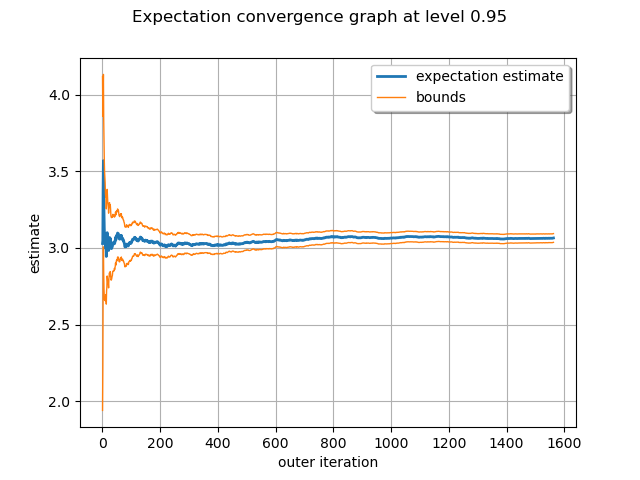 Expectation convergence graph at level 0.95
expectation estimate
bounds
4.0
3.5
3.0
2.5
2.0
estimate
0 200 400 600 800 1000 1200 1400 1600
outer iteration